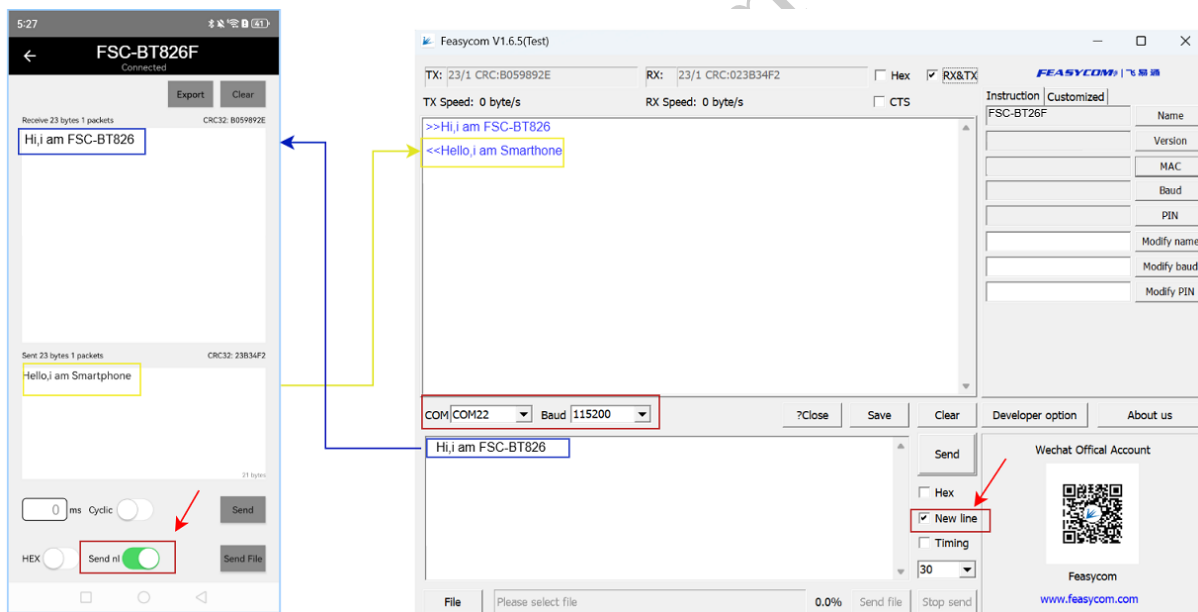 5:27
41
FSC-BT826F
Connected
Export
Clear
Receive 23 bytes 1 packets
CRC32: B059892E
Hi,i am FSC-BT826
Sent 23 bytes 1 packets
CRC32: 23B34F2
Hello,i am Smartphone
21 bytes
0 ms Cyclic
Send
HEX
Send nl
Send File
Feasycom V1.6.5(Test)
TX: 23/1 CRC:B059892E
RX: 23/1 CRC:023B34F2
Hex
RX&TX
TX Speed: 0 byte/s
RX Speed: 0 byte/s
CTS
>>Hi,i am FSC-BT826
<<Hello,i am Smarthone
COM COM22
Baud 115200
?Close
Save
Clear
Hi,i am FSC-BT826
Send
Hex
New line
Timing
30
File
Please select file
0.0%
Send file
Stop send
FEASYCOM 飞易通
Instruction
Customized
FSC-BT26F
Name
Version
MAC
Baud
PIN
Modify name
Modify baud
Modify PIN
Developer option
About us
Wechat Offical Account
Feasycom
www.feasycom.com